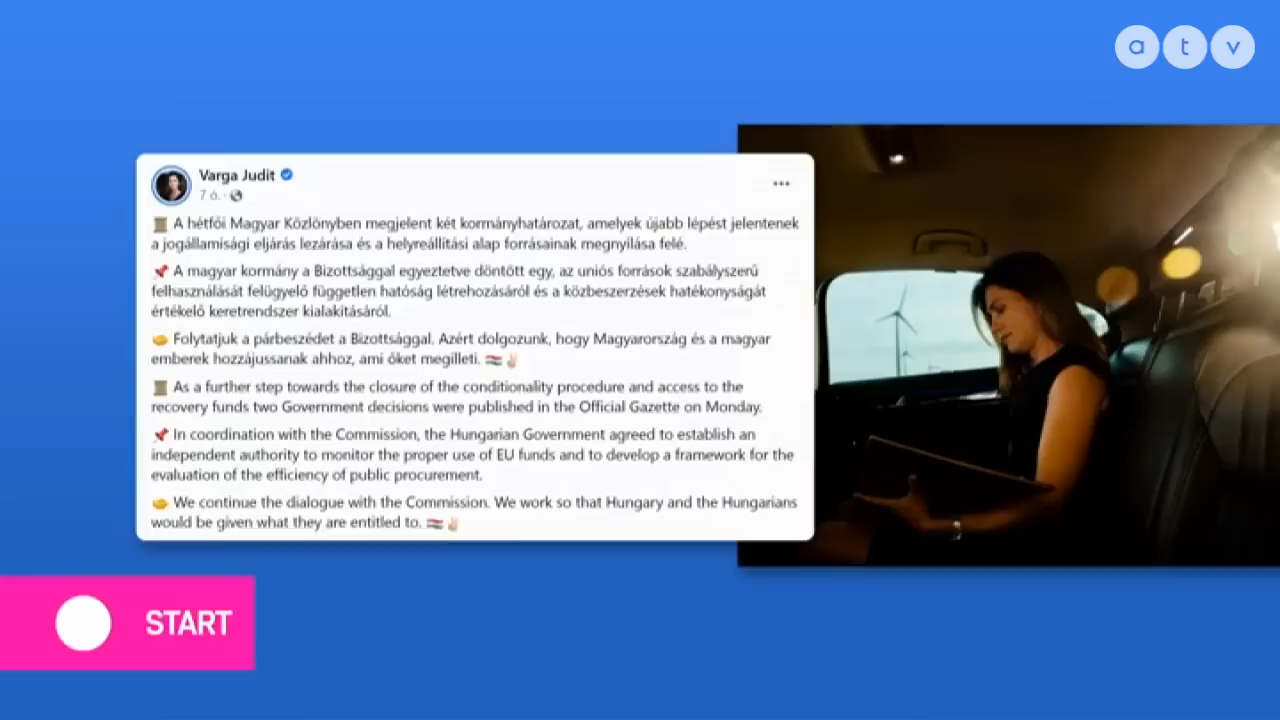 a t v
Varga Judit
7 ó.
A hétfői Magyar Közlönyben megjelent két kormányhatározat, amelyek újabb lépést jelentenek
a jogállamisági eljárás lezárása és a helyreállítási alap forrásainak megnyílása felé.
A magyar kormány a Bizottsággal egyeztetve döntött egy, az uniós források szabályszerű
felhasználását felügyelő független hatóság létrehozásáról és a közbeszerzések hatékonyságát
értékelő keretrendszer kialakításáról.
Folytatjuk a párbeszédet a Bizottsággal. Azért dolgozunk, hogy Magyarország és a magyar
emberek hozzájussanak ahhoz, ami őket megilleti.
As a further step towards the closure of the conditionality procedure and access to the
recovery funds two Government decisions were published in the Official Gazette on Monday.
In coordination with the Commission, the Hungarian Government agreed to establish an
independent authority to monitor the proper use of EU funds and to develop a framework for the
evaluation of the efficiency of public procurement.
We continue the dialogue with the Commission. We work so that Hungary and the Hungarians
would be given what they are entitled to.
START